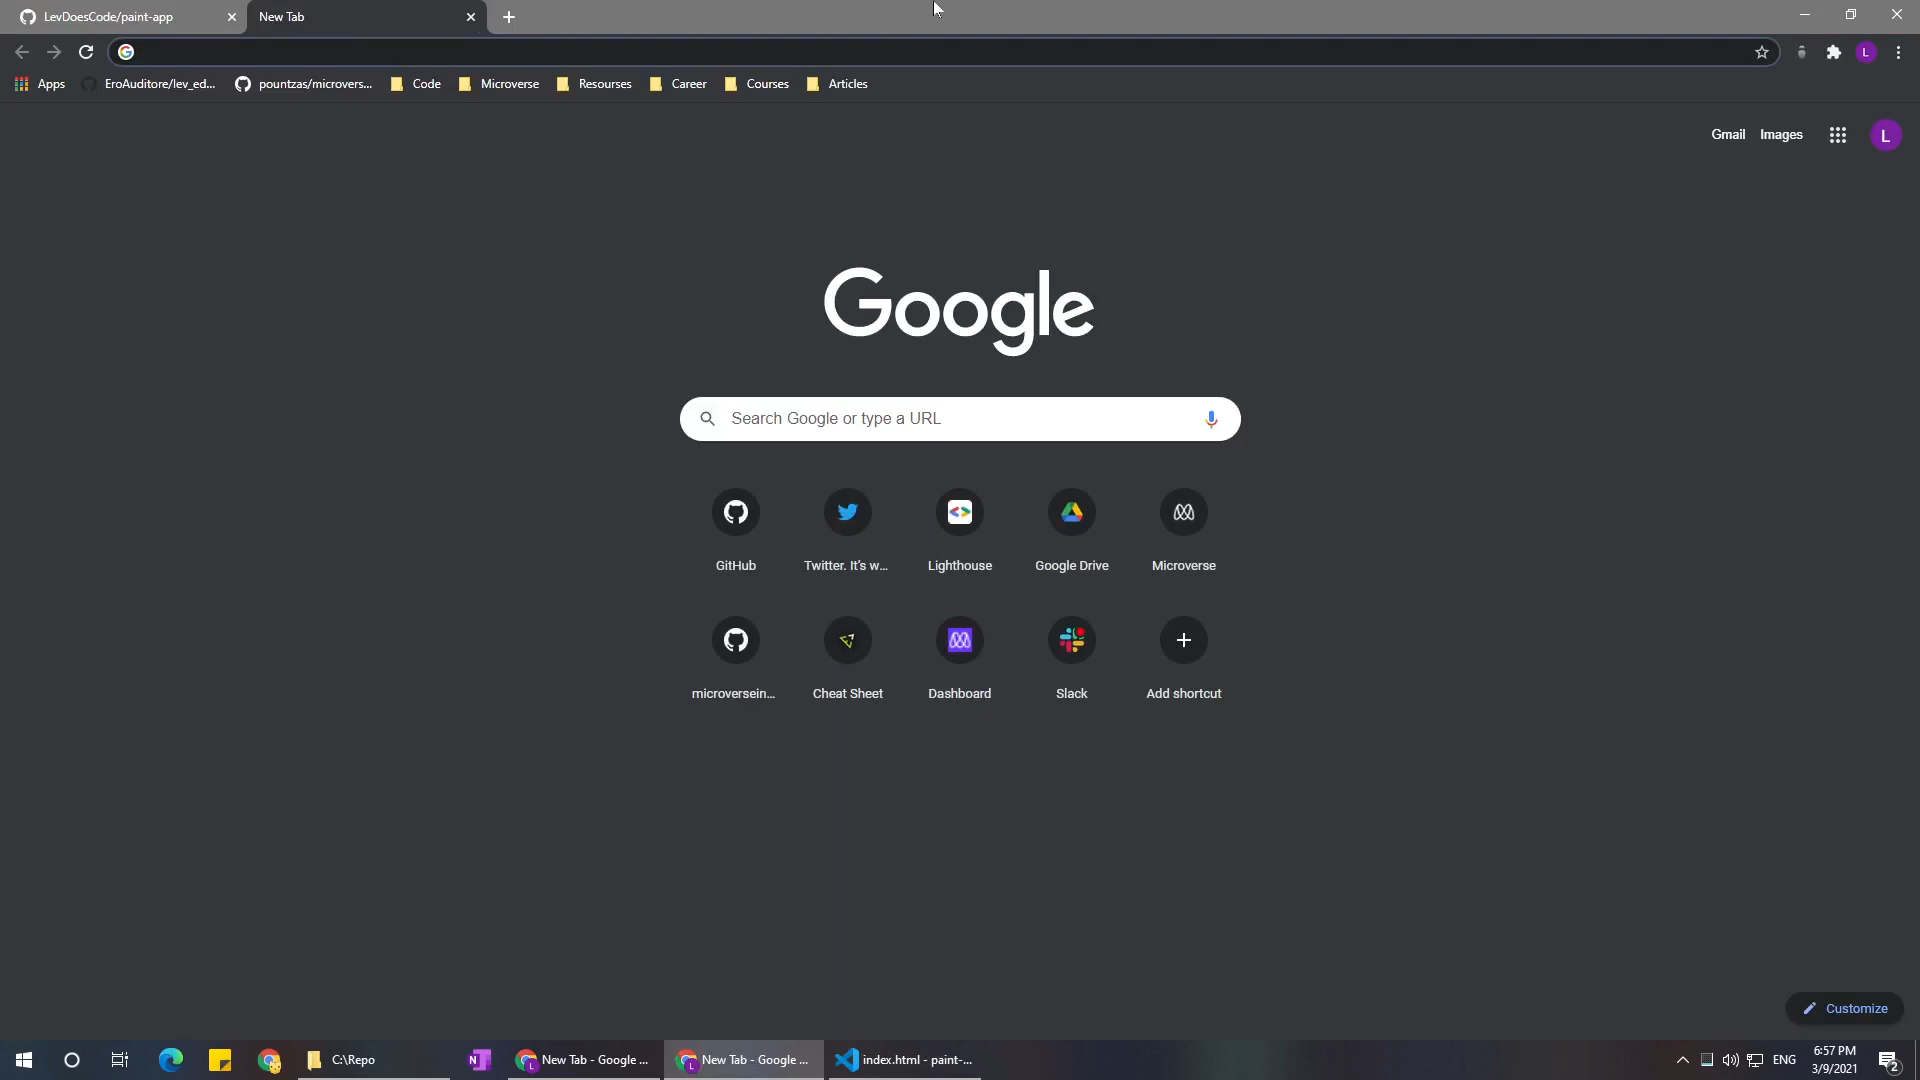 LevDoesCode/paint-app
New Tab
Apps
EroAuditore/lev_ed...
pountzas/microvers...
Code
Microverse
Resourses
Career
Courses
Articles
L
Gmail
Images
L
Google
Search Google or type a URL
GitHub
Twitter. It's w...
Lighthouse
Google Drive
Microverse
microversein...
Cheat Sheet
Dashboard
Slack
Add shortcut
Customize
C:\Repo
New Tab - Google ...
New Tab - Google ...
index.html - paint-...
ENG
6:57 PM
3/9/2021
2